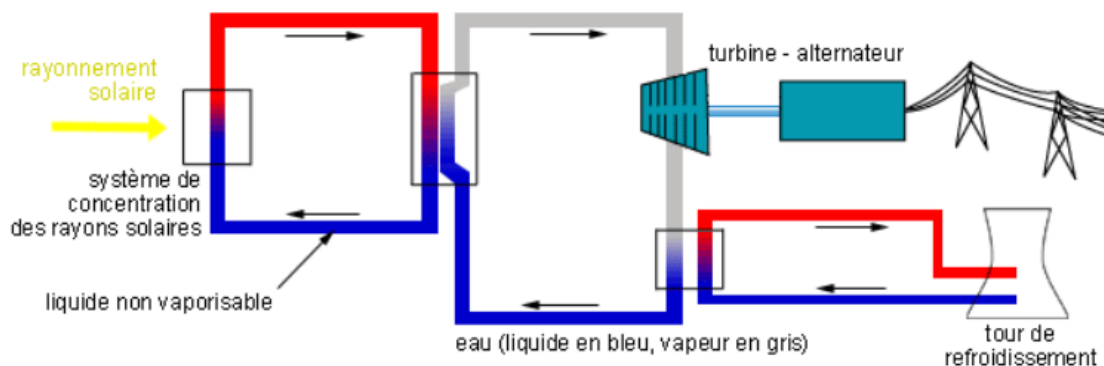 rayonnement
solaire
système de
concentration
des rayons solaires
liquide non vaporisable
turbine - alternateur
eau (liquide en bleu, vapeur en gris)
tour de
refroidissement